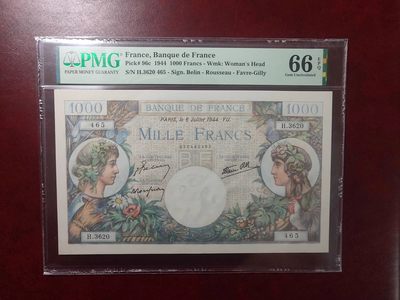 PMG
PAPER MONEY GUARANTY
France, Banque de France
Pick# 96c 1944 1000 Francs - Wmk: Woman's Head
S/N H.3620 465 - Sign. Belin - Rousseau - Favre-Gilly
66 EPQ
Gem Uncirculated
1000 BANQUE DE FRANCE 1000
465
PARIS, le 6 Juillet 1944 VU.
H.3620
MILLE FRANCS
H.3620
465